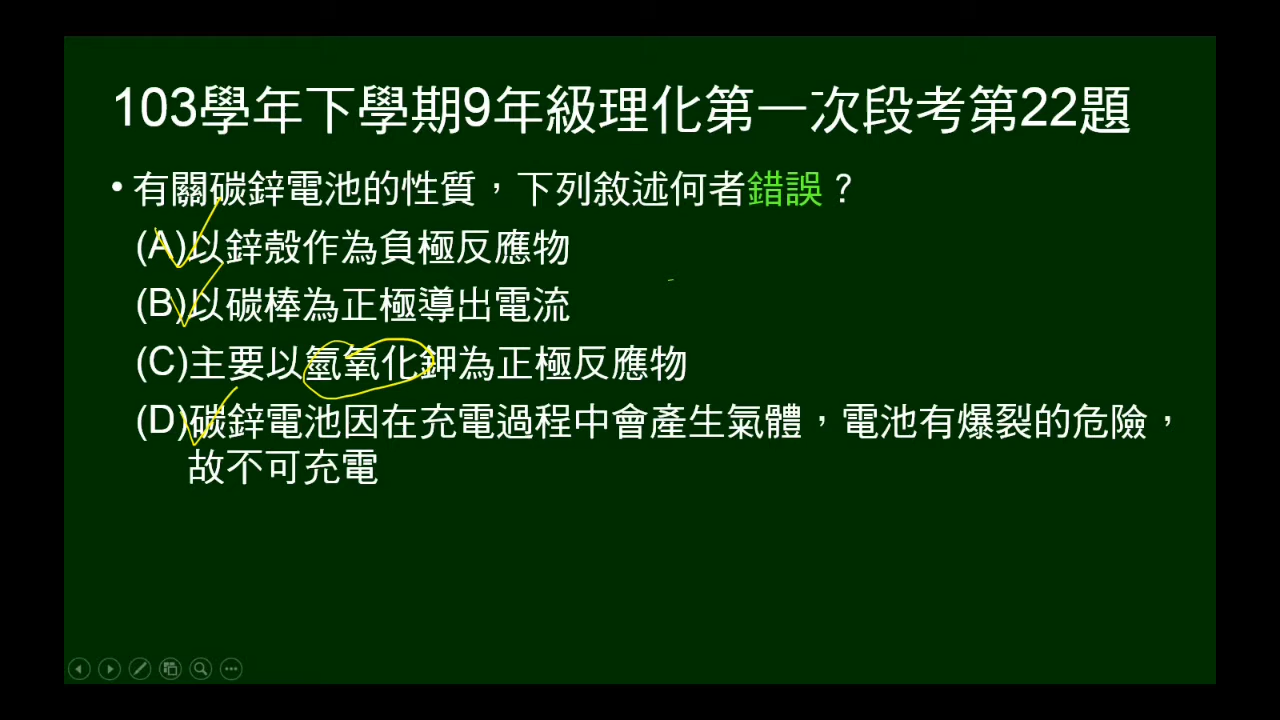 103學年下學期9年級理化第一次段考第22題
• 有關碳鋅電池的性質，下列敘述何者錯誤？
(A)以鋅殼作為負極反應物
(B)以碳棒為正極導出電流
(C)主要以氫氧化鉀為正極反應物
(D)碳鋅電池因在充電過程中會產生氣體，電池有爆裂的危險，
故不可充電